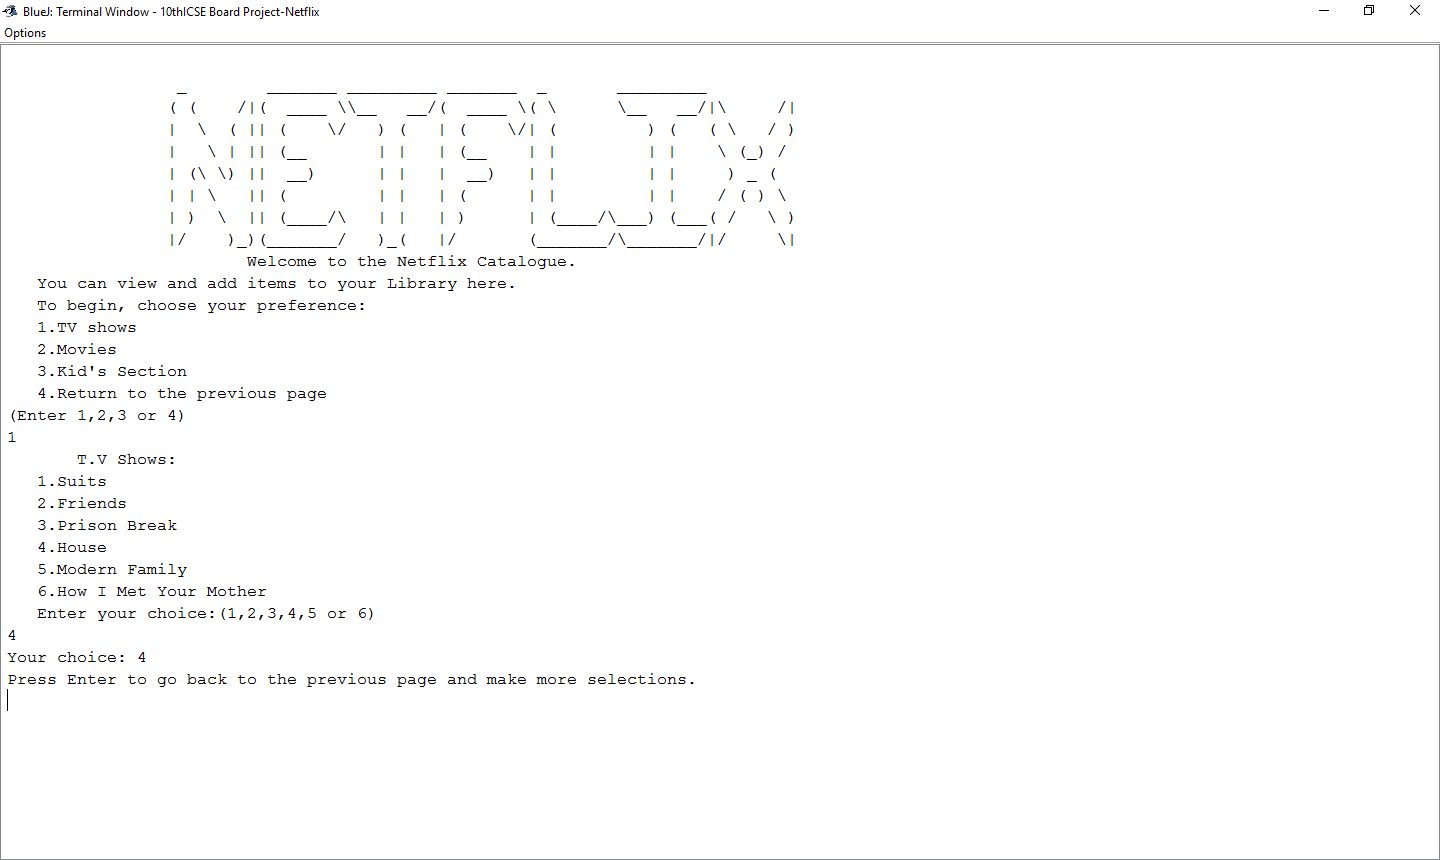 BlueJ: Terminal Window - 10thICSE Board Project-Netflix
Options
NETFLIX
Welcome to the Netflix Catalogue.
You can view and add items to your Library here.
To begin, choose your preference:
1.TV shows
2.Movies
3.Kid's Section
4.Return to the previous page
(Enter 1,2,3 or 4)
1
T.V Shows:
1.Suits
2.Friends
3.Prison Break
4.House
5.Modern Family
6.How I Met Your Mother
Enter your choice:(1,2,3,4,5 or 6)
4
Your choice: 4
Press Enter to go back to the previous page and make more selections.